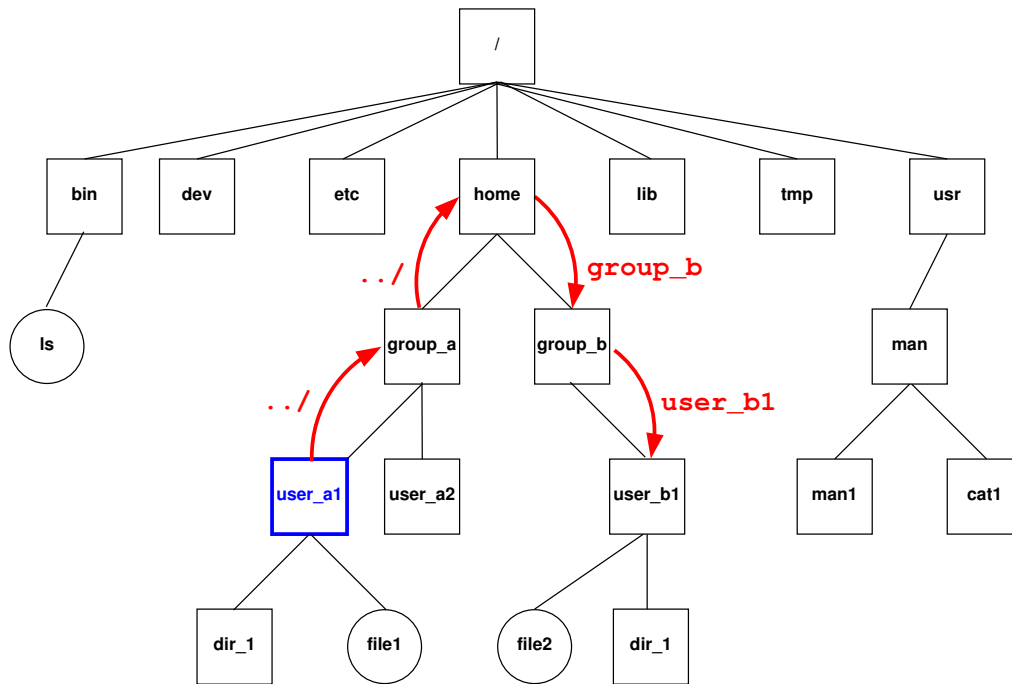 /
bin
dev
etc
home
lib
tmp
usr
../
group_b
ls
group_a
group_b
man
../
user_b1
user_a1
user_a2
user_b1
man1
cat1
dir_1
file1
file2
dir_1